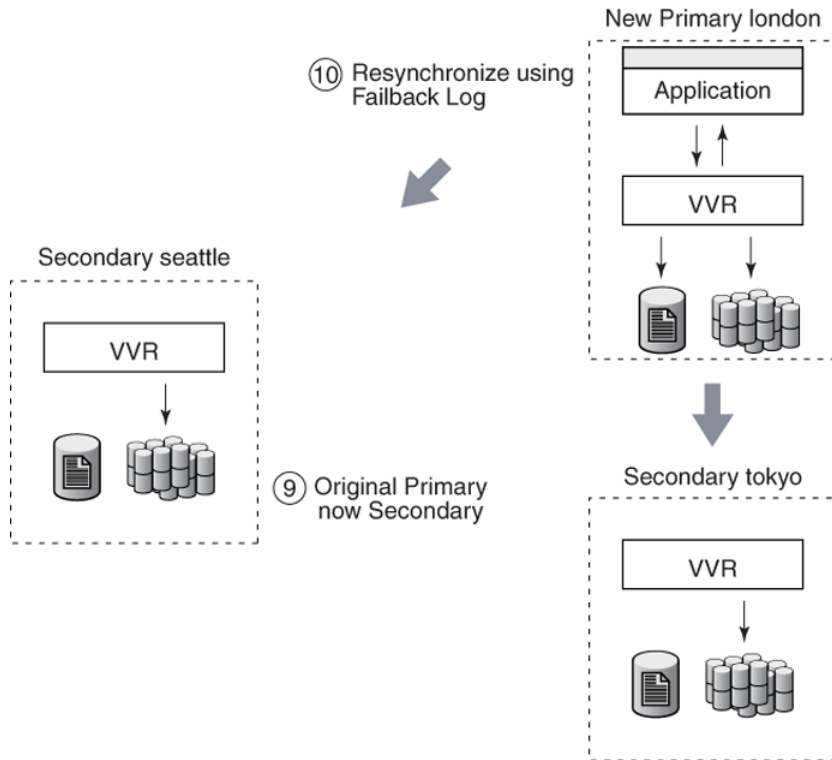 New Primary london
⑩ Resynchronize using
Failback Log
Application
VVR
Secondary seattle
VVR
⑨ Original Primary
now Secondary
Secondary tokyo
VVR